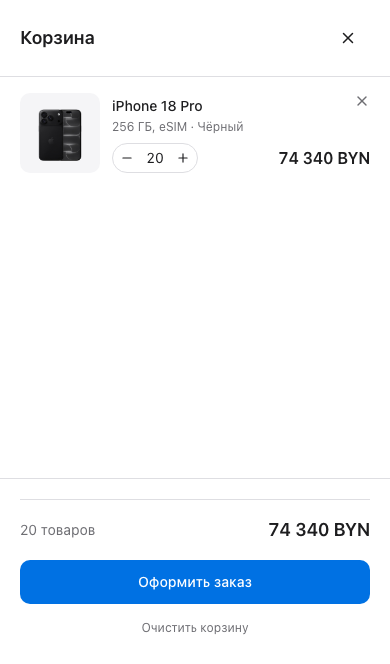 Корзина
iPhone 18 Pro
256 ГБ, eSIM · Чёрный
20
74 340 BYN
20 товаров
74 340 BYN
Оформить заказ
Очистить корзину